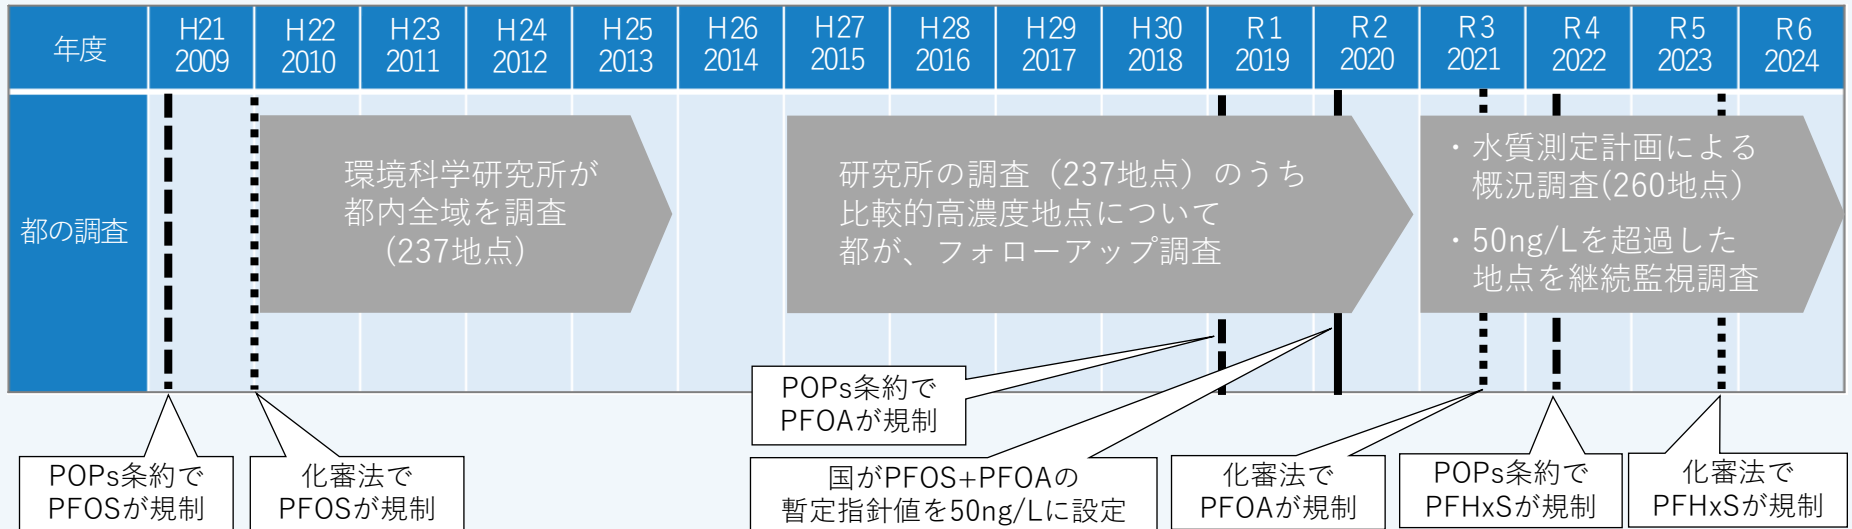 年度
H21
2009
H22
2010
H23
2011
H24
2012
H25
2013
H26
2014
H27
2015
H28
2016
H29
2017
H30
2018
R1
2019
R2
2020
R3
2021
R4
2022
R5
2023
R6
2024
都の調査
環境科学研究所が
都内全域を調査
(237地点)
研究所の調査（237地点）のうち
比較的高濃度地点について
都が、フォローアップ調査
・水質測定計画による
概況調査(260地点)
・50ng/Lを超過した
地点を継続監視調査
POPs条約で
PFOSが規制
化審法で
PFOSが規制
POPs条約で
PFOAが規制
国がPFOS+PFOAの
暫定指針値を50ng/Lに設定
化審法で
PFOAが規制
POPs条約で
PFHxSが規制
化審法で
PFHxSが規制